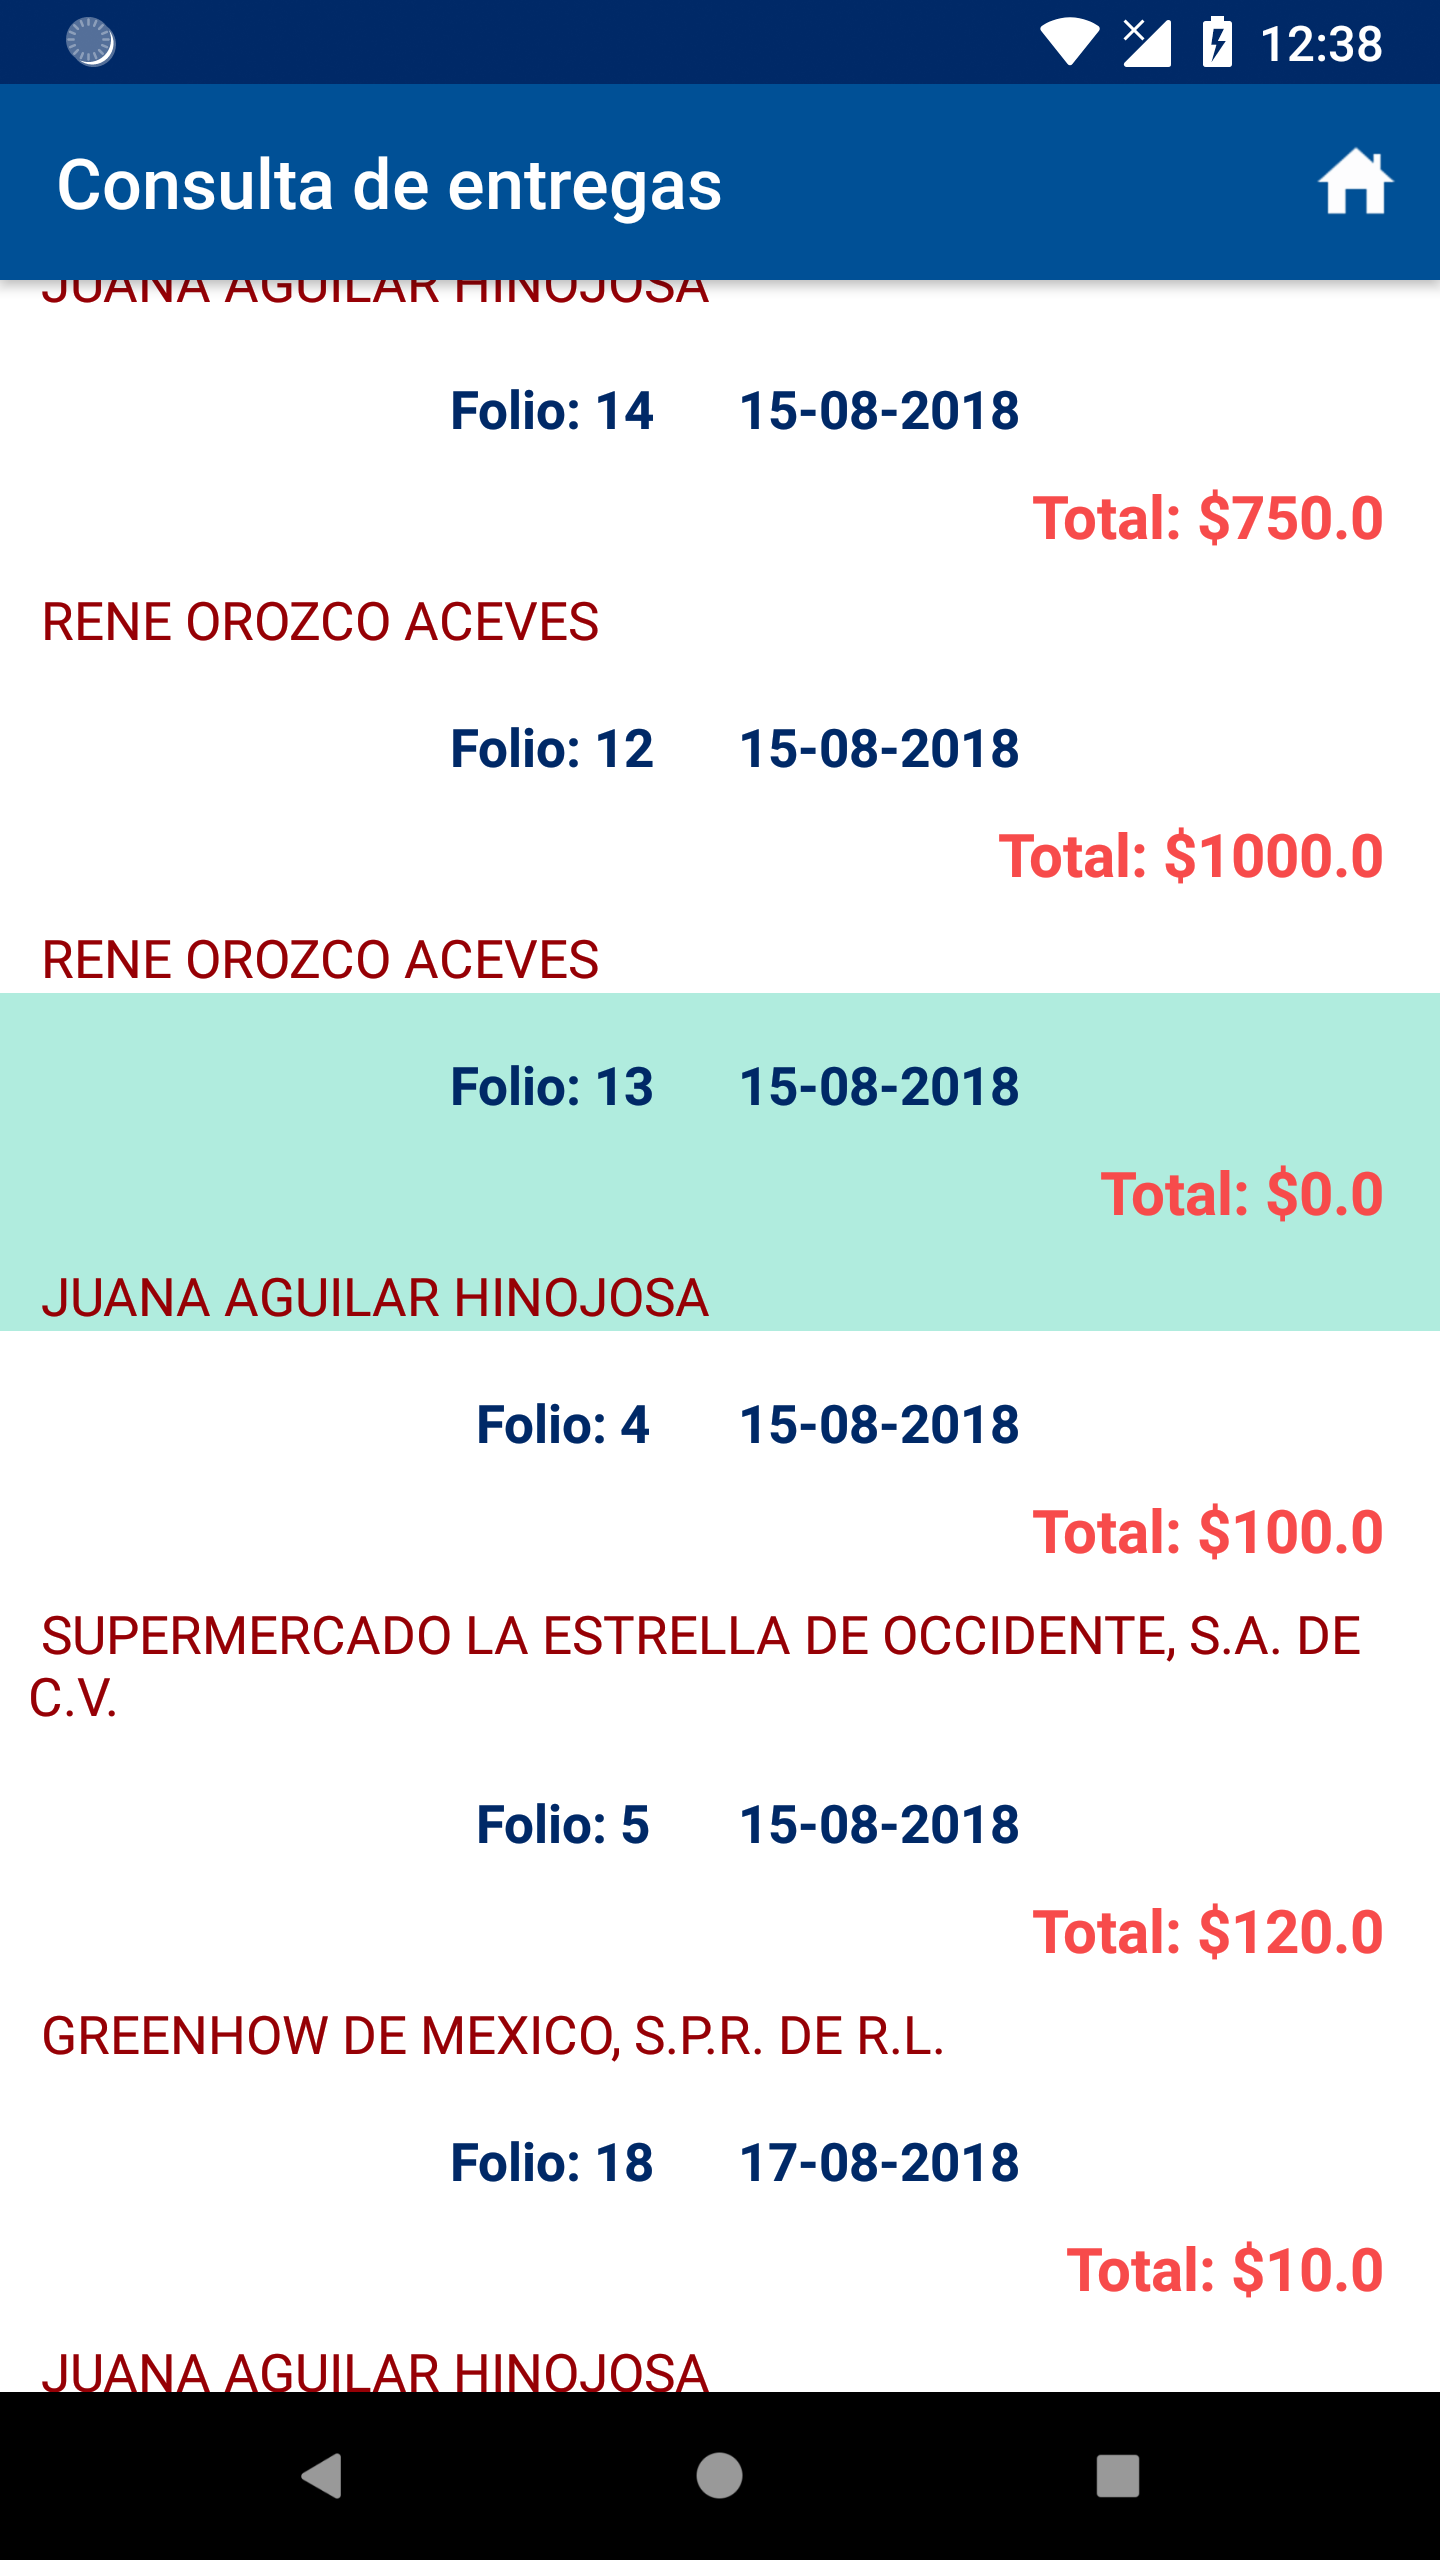 12:38
Consulta de entregas
JUANA AGUILAR HINOJOSA
Folio: 14 15-08-2018
Total: $750.0
RENE OROZCO ACEVES
Folio: 12 15-08-2018
Total: $1000.0
RENE OROZCO ACEVES
Folio: 13 15-08-2018
Total: $0.0
JUANA AGUILAR HINOJOSA
Folio: 4 15-08-2018
Total: $100.0
SUPERMERCADO LA ESTRELLA DE OCCIDENTE, S.A. DE
C.V.
Folio: 5 15-08-2018
Total: $120.0
GREENHOW DE MEXICO, S.P.R. DE R.L.
Folio: 18 17-08-2018
Total: $10.0
JUANA AGUILAR HINOJOSA